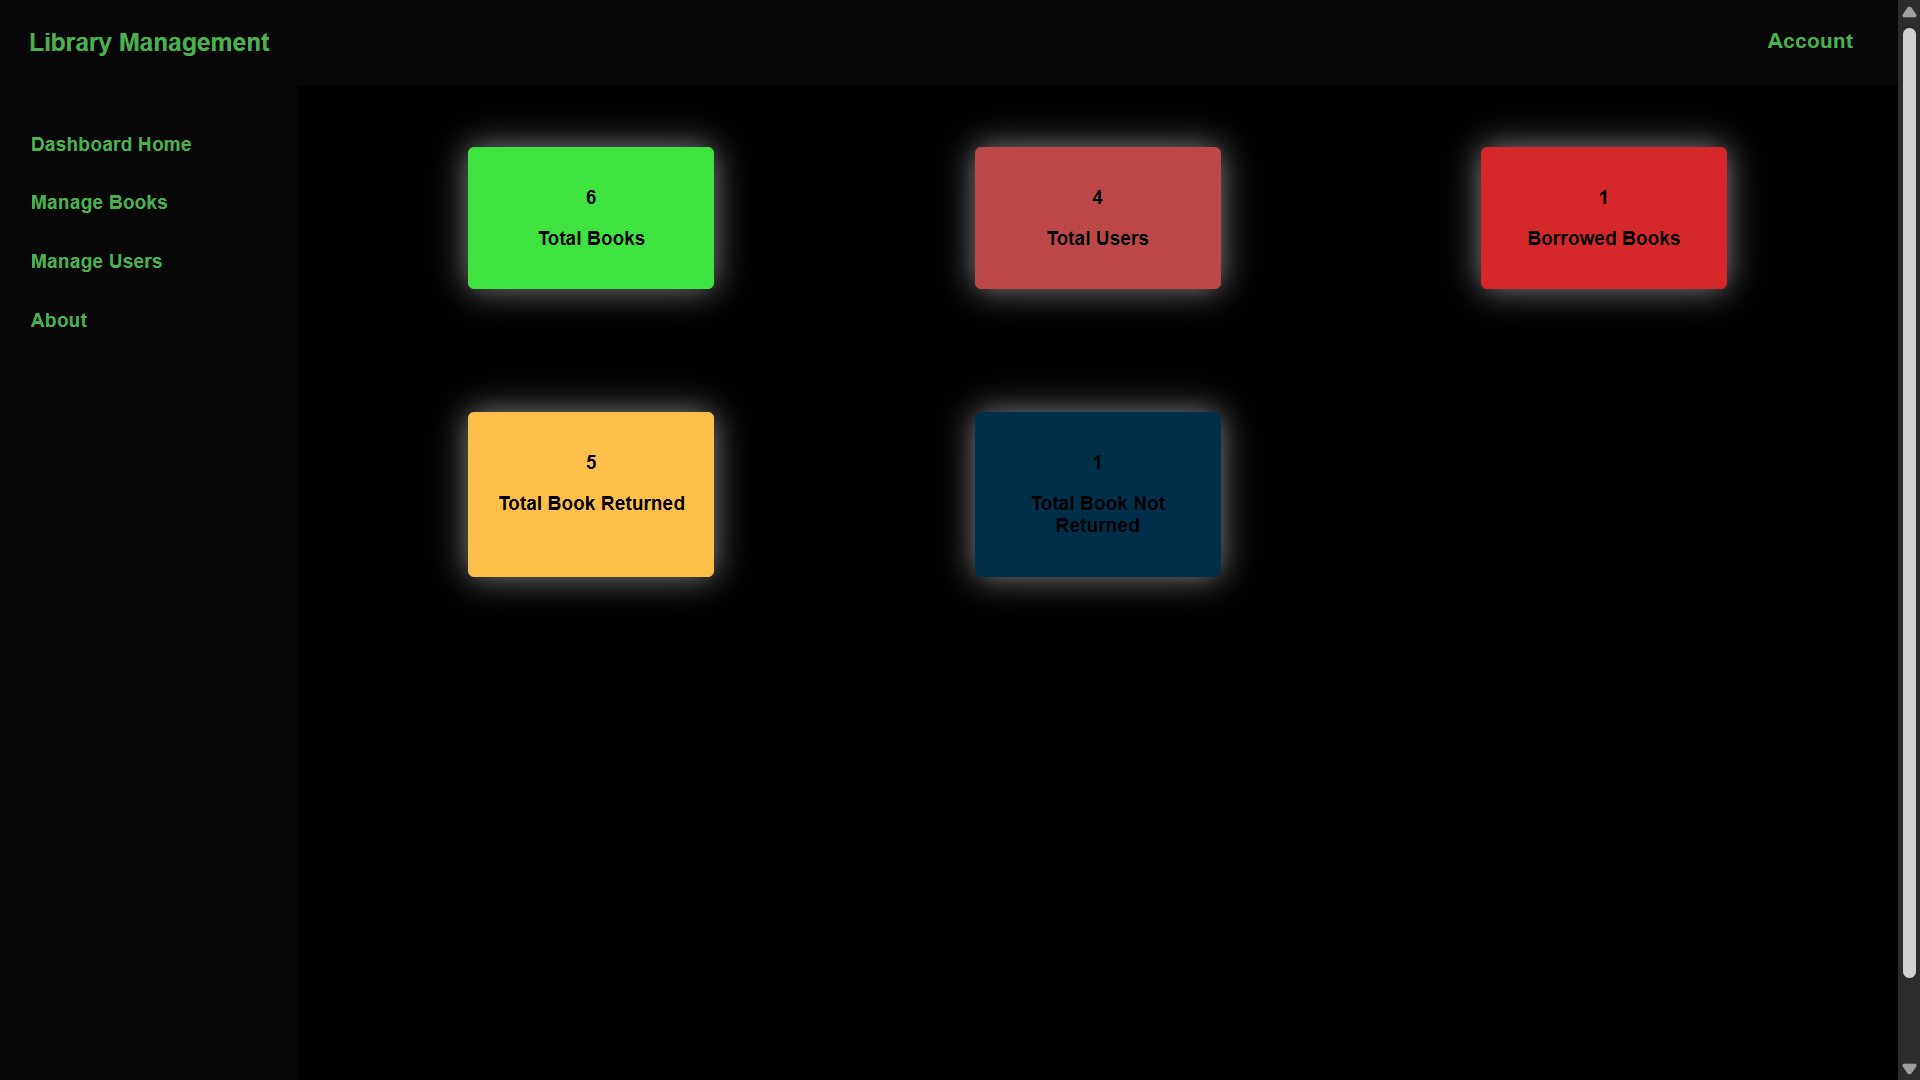 Library Management
Account
Dashboard Home
Manage Books
Manage Users
About
6
Total Books
4
Total Users
1
Borrowed Books
5
Total Book Returned
1
Total Book Not
Returned